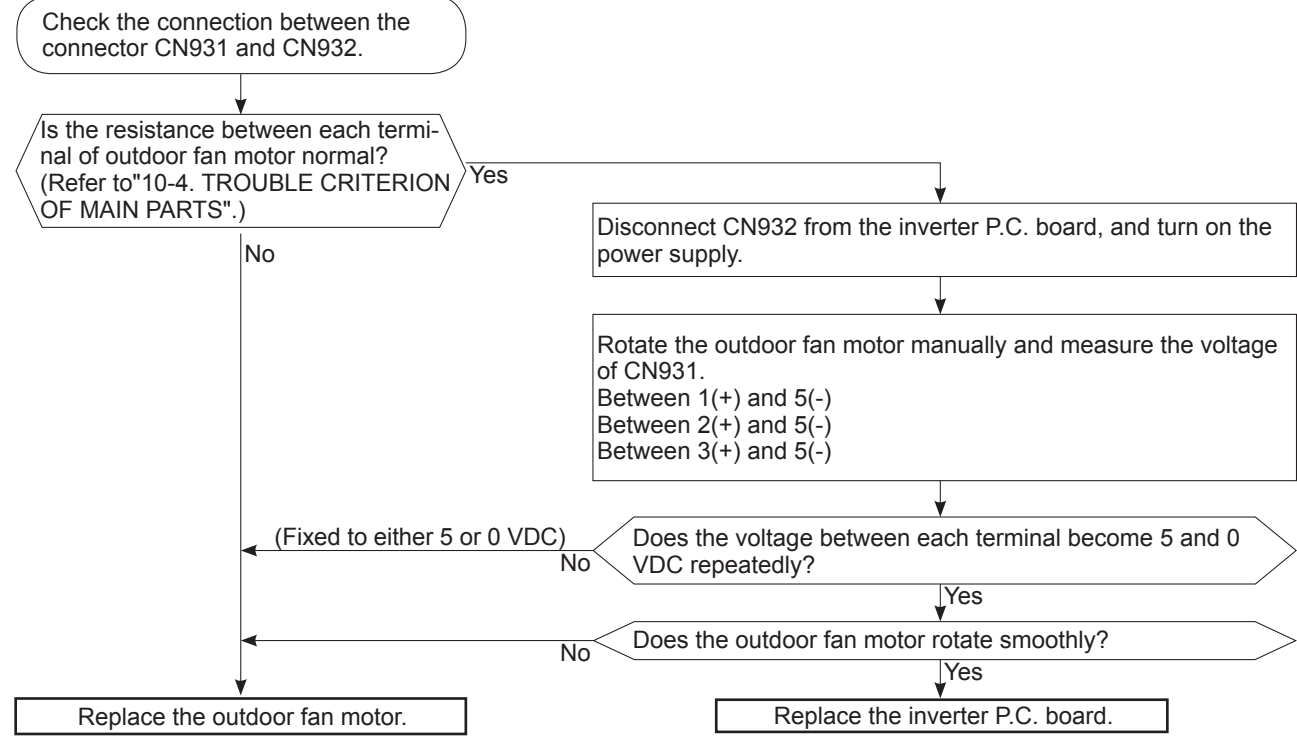 Check the connection between the
connector CN931 and CN932.
Is the resistance between each termi-
nal of outdoor fan motor normal?
(Refer to"10-4. TROUBLE CRITERION
OF MAIN PARTS".)
Yes
No
Disconnect CN932 from the inverter P.C. board, and turn on the
power supply.
Rotate the outdoor fan motor manually and measure the voltage
of CN931.
Between 1(+) and 5(-)
Between 2(+) and 5(-)
Between 3(+) and 5(-)
(Fixed to either 5 or 0 VDC)
No
Does the voltage between each terminal become 5 and 0
VDC repeatedly?
Yes
No
Does the outdoor fan motor rotate smoothly?
Yes
Replace the outdoor fan motor.
Replace the inverter P.C. board.